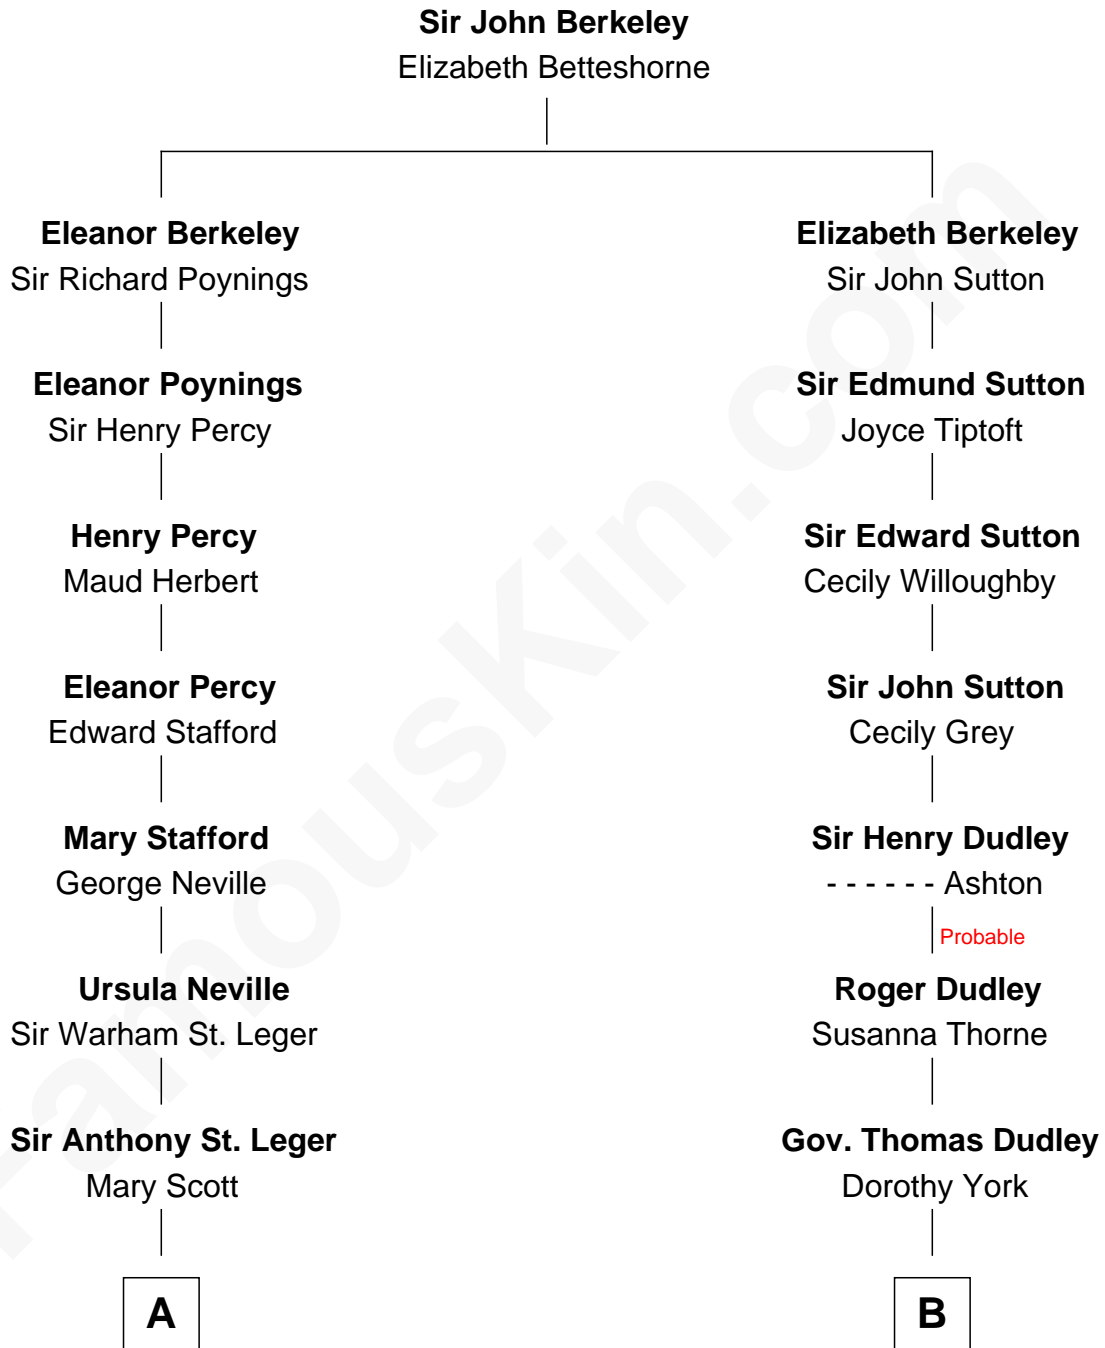 Sir John Berkeley
Elizabeth Betteshorne
Eleanor Berkeley
Sir Richard Poynings
Elizabeth Berkeley
Sir John Sutton
Eleanor Poynings
Sir Henry Percy
Sir Edmund Sutton
Joyce Tiptoft
Henry Percy
Maud Herbert
Sir Edward Sutton
Cecily Willoughby
Eleanor Percy
Edward Stafford
Sir John Sutton
Cecily Grey
Mary Stafford
George Neville
Sir Henry Dudley
- - - - - - Ashton
Probable
Ursula Neville
Sir Warham St. Leger
Roger Dudley
Susanna Thorne
Sir Anthony St. Leger
Mary Scott
Gov. Thomas Dudley
Dorothy York
A
B
FamousKin.com